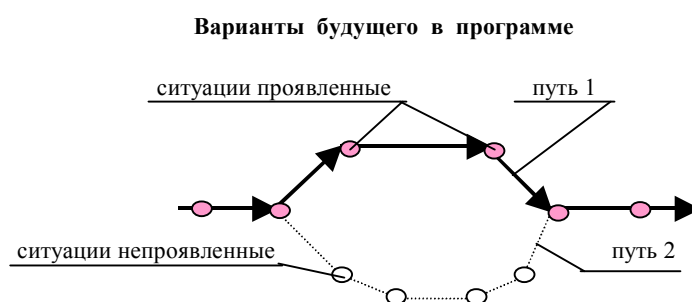 Варианты будущего в программе
ситуации проявленные
путь 1
ситуации непроявленные
путь 2